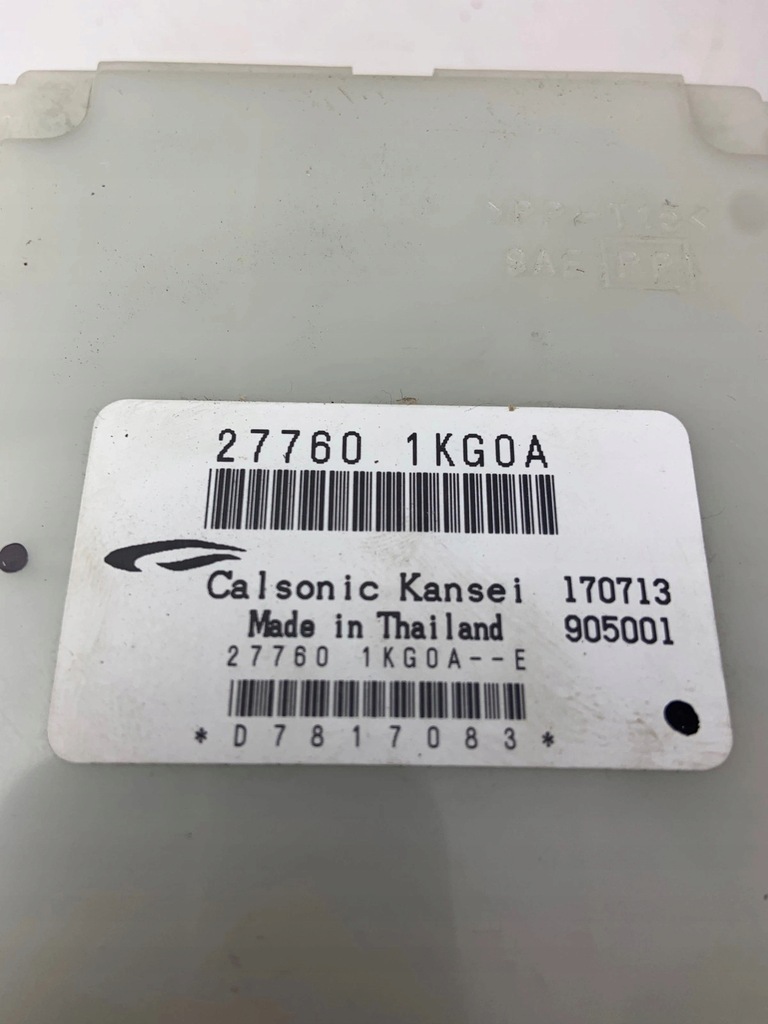 27760 1KG0A
Calsonic Kansei 170713
Made in Thailand 905001
27760 1KG0A--E
*D7817083*